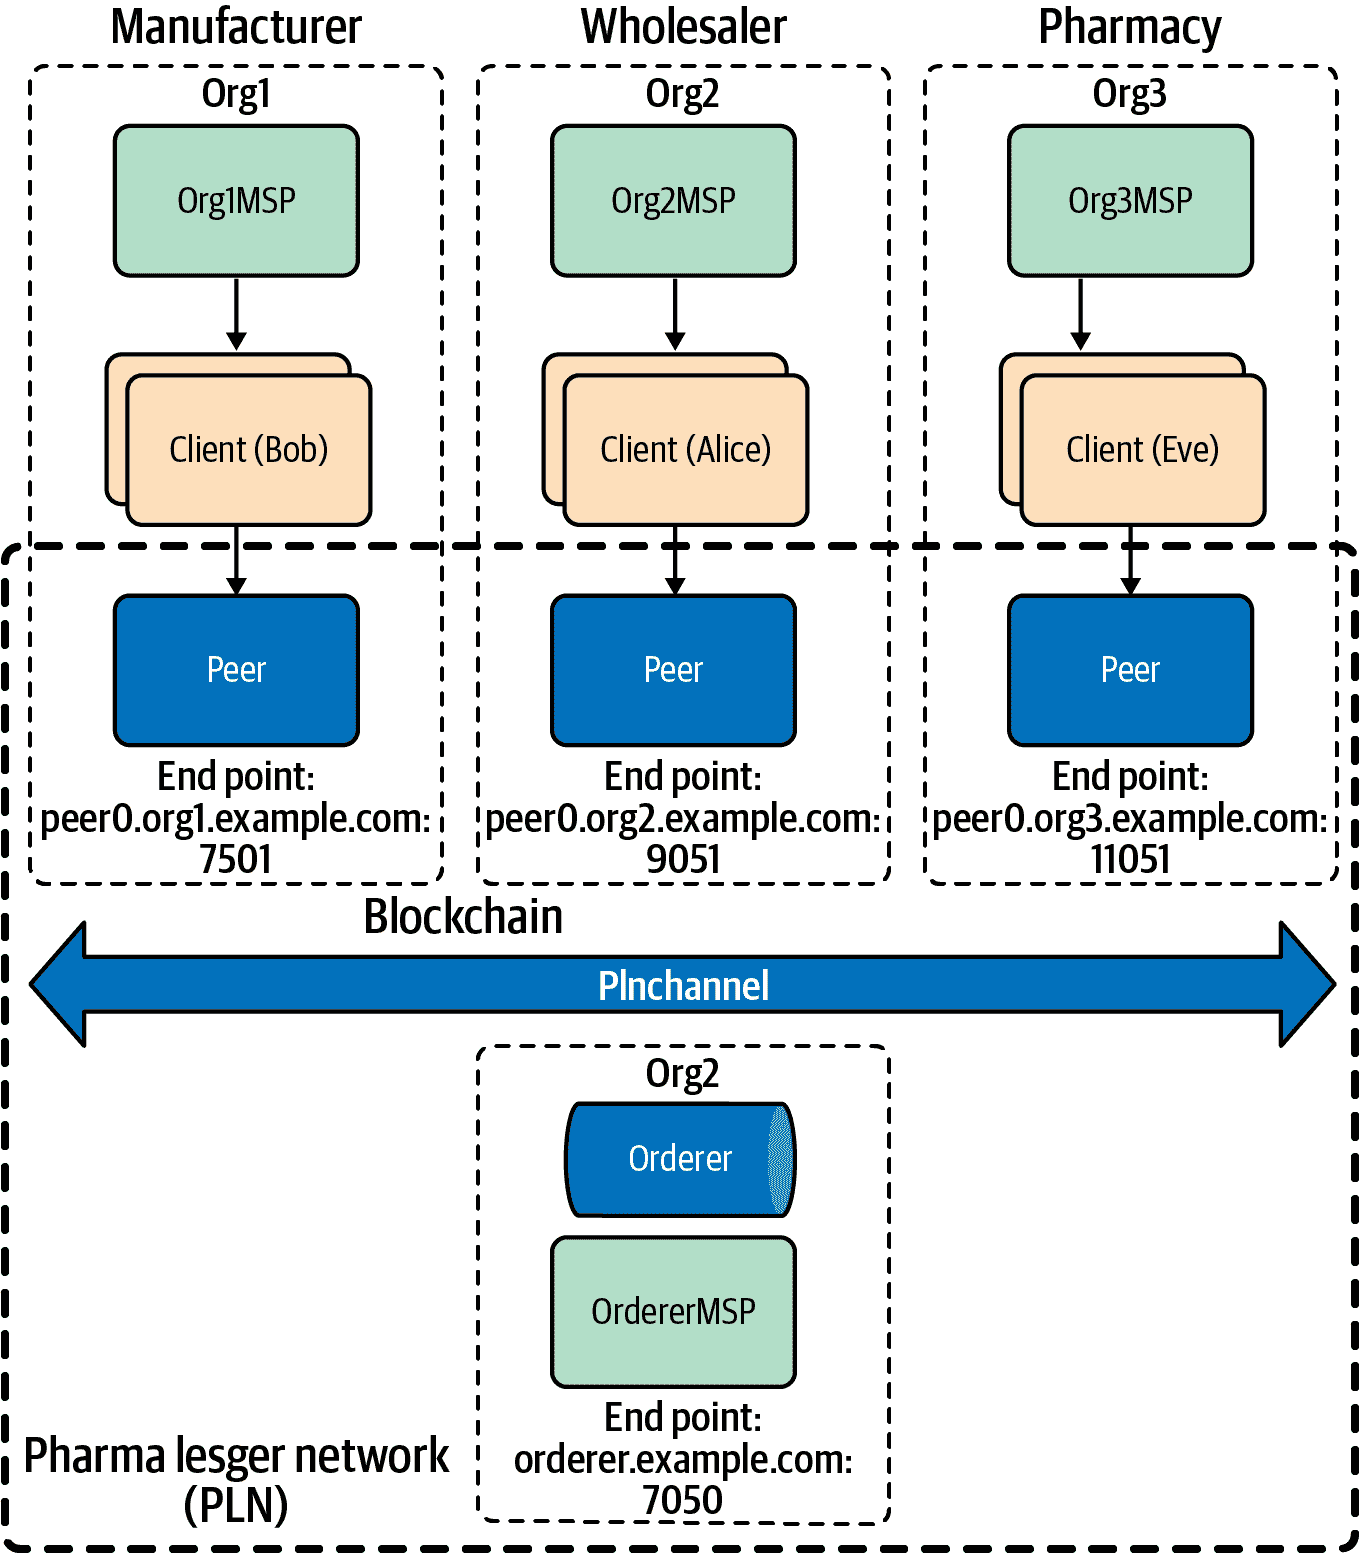 Manufacturer
Wholesaler
Pharmacy
Org1
Org2
Org3
Org1MSP
Org2MSP
Org3MSP
Client (Bob)
Client (Alice)
Client (Eve)
Peer
Peer
Peer
End point:
peer0.org1.example.com:
7501
End point:
peer0.org2.example.com:
9051
End point:
peer0.org3.example.com:
11051
Blockchain
Plnchannel
Org2
Orderer
OrdererMSP
End point:
orderer.example.com:
7050
Pharma lesger network
(PLN)